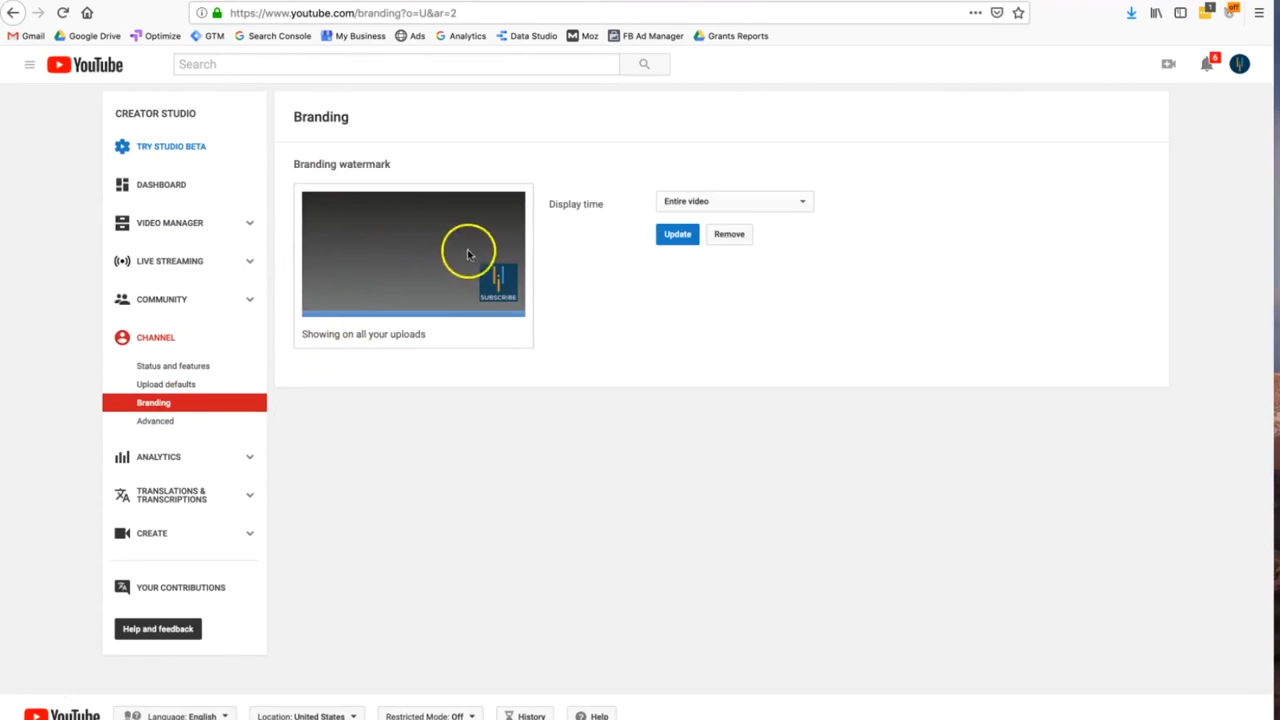 https://www.youtube.com/branding?o=U&ar=2
1
off
Gmail Google Drive Optimize GTM Search Console My Business Ads Analytics Data Studio Moz FB Ad Manager Grants Reports
YouTube
Search
6
CREATOR STUDIO
TRY STUDIO BETA
DASHBOARD
VIDEO MANAGER
LIVE STREAMING
COMMUNITY
CHANNEL
Status and features
Upload defaults
Branding
Advanced
ANALYTICS
TRANSLATIONS &
TRANSCRIPTIONS
CREATE
YOUR CONTRIBUTIONS
Help and feedback
Branding
Branding watermark
SUBSCRIBE
Showing on all your uploads
Display time
Entire video
Update Remove
YouTube Language: English Location: United States Restricted Mode: Off History Help